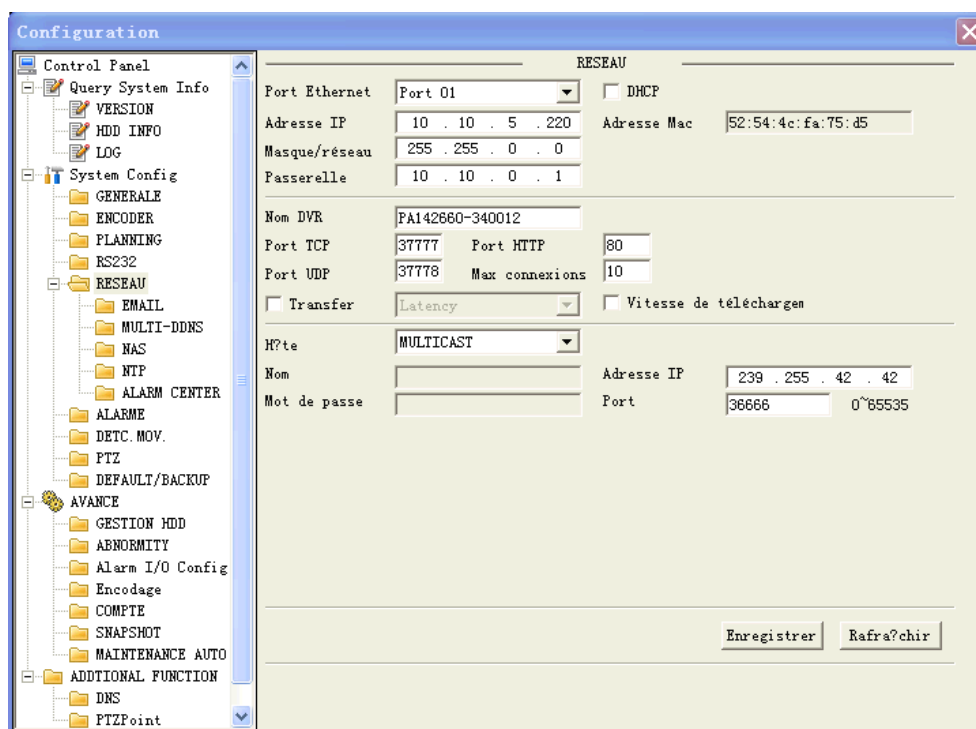 Configuration
Control Panel
Query System Info
VERSION
HDD INFO
LOG
System Config
GENERALE
ENCODER
PLANNING
RS232
RESEAU
EMAIL
MULTI-DDNS
NAS
NTP
ALARM CENTER
ALARME
DETC. MOV.
PTZ
DEFAULT/BACKUP
AVANCE
GESTION HDD
ABNORMITY
Alarm I/O Config
Encodage
COMPTE
SNAPSHOT
MAINTENANCE AUTO
ADDTIONAL FUNCTION
DNS
PTZPoint
RESEAU
Port Ethernet Port 01 DHCP
Adresse IP 10 . 10 . 5 . 220 Adresse Mac 52:54:4c:fa:75:d5
Masque/réseau 255 . 255 . 0 . 0
Passerelle 10 . 10 . 0 . 1
Nom DVR PA142660-340012
Port TCP 37777 Port HTTP 80
Port UDP 37778 Max connexions 10
Transfer Latency Vitesse de téléchargem
H?te MULTICAST
Nom Adresse IP 239 . 255 . 42 . 42
Mot de passe Port 36666 0~65535
Enregistrer Rafra?chir